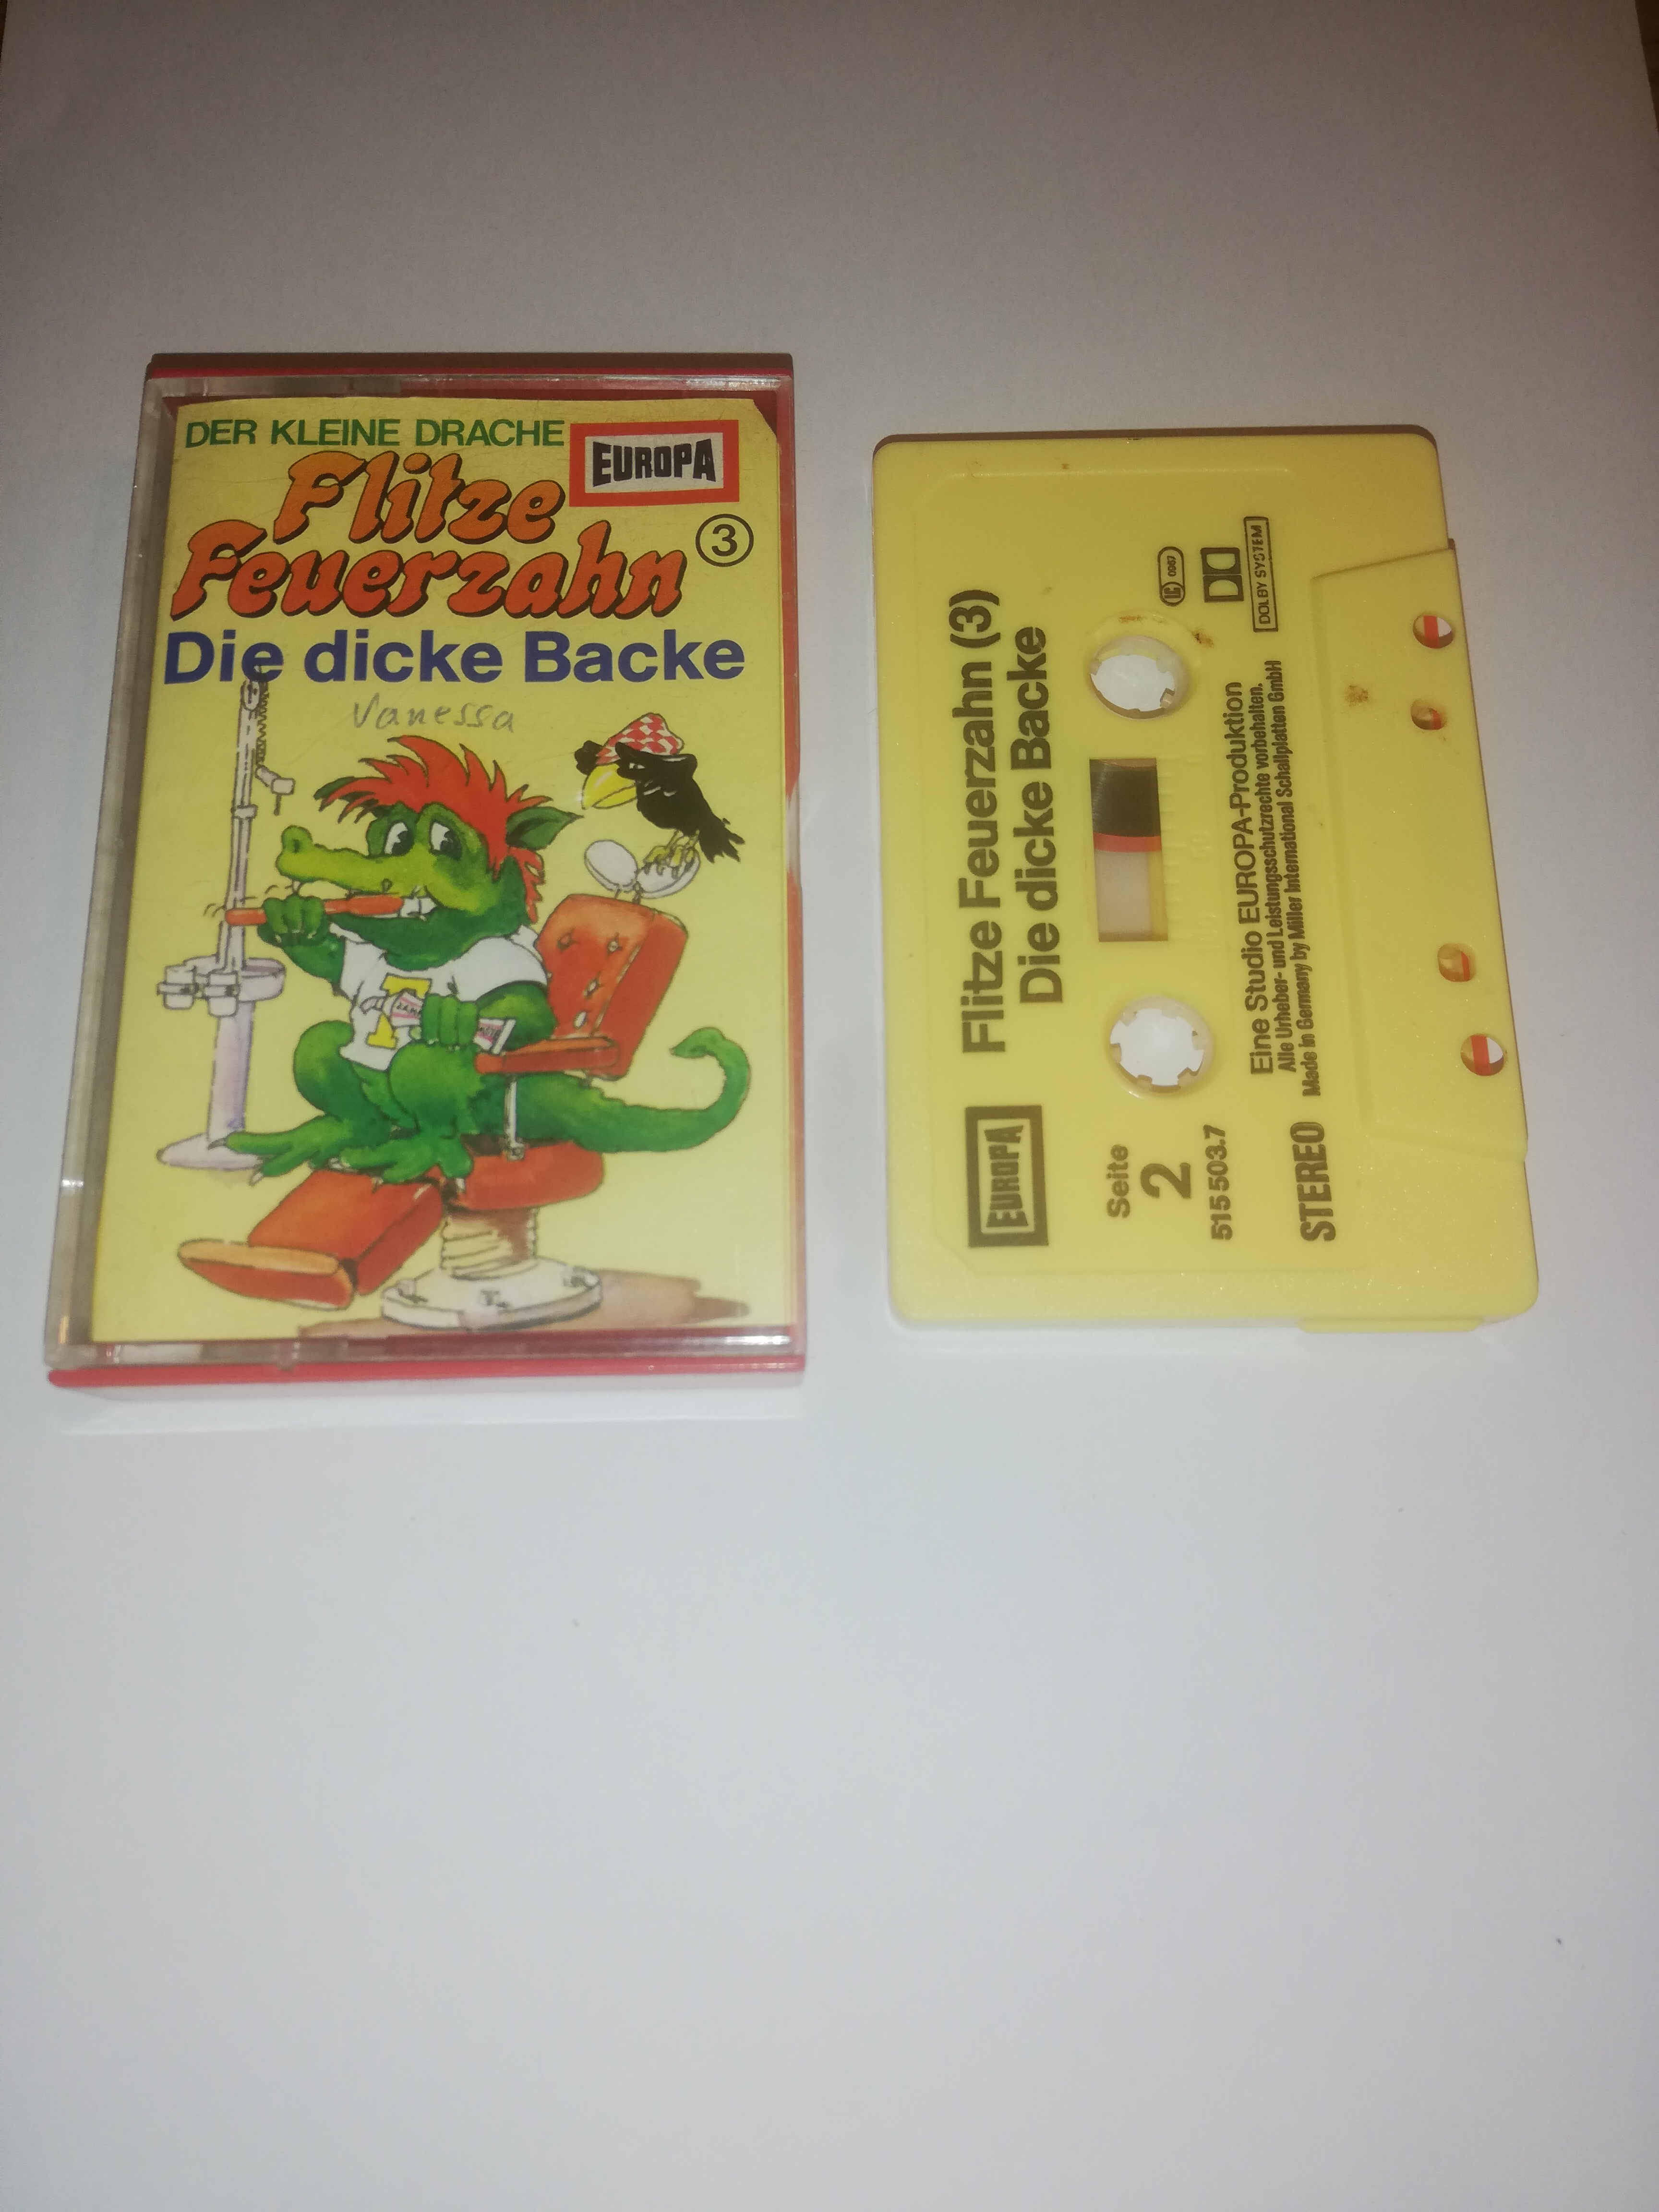 DER KLEINE DRACHE
EUROPA
Flitze
Feuerzahn
3
Die dicke Backe
Vanessa
EUROPA
Flitze Feuerzahn (3)
Die dicke Backe
Seite
2
515 503.7
STEREO
Eine Studio EUROPA-Produktion
Alle Urheber- und Leistungsschutzrechte vorbehalten.
Made in Germany by Miller International Schallplatten GmbH
DOLBY SYSTEM